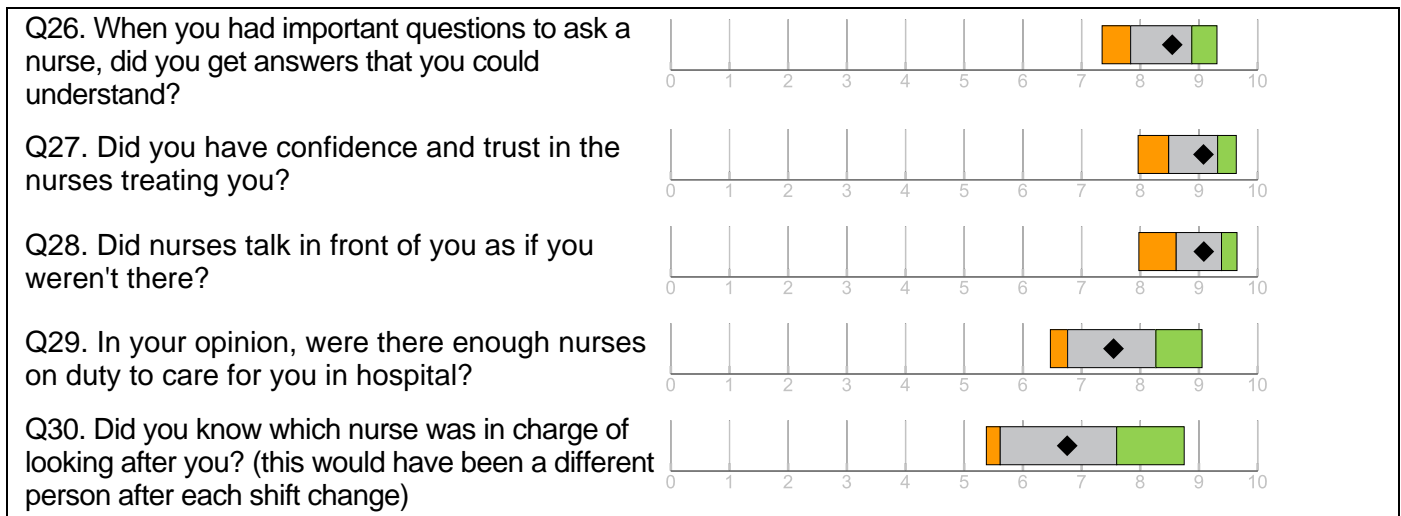 Q26. When you had important questions to ask a
nurse, did you get answers that you could
understand?
0 1 2 3 4 5 6 7 8 9 10
Q27. Did you have confidence and trust in the
nurses treating you?
0 1 2 3 4 5 6 7 8 9 10
Q28. Did nurses talk in front of you as if you
weren't there?
0 1 2 3 4 5 6 7 8 9 10
Q29. In your opinion, were there enough nurses
on duty to care for you in hospital?
0 1 2 3 4 5 6 7 8 9 10
Q30. Did you know which nurse was in charge of
looking after you? (this would have been a different
person after each shift change)
0 1 2 3 4 5 6 7 8 9 10